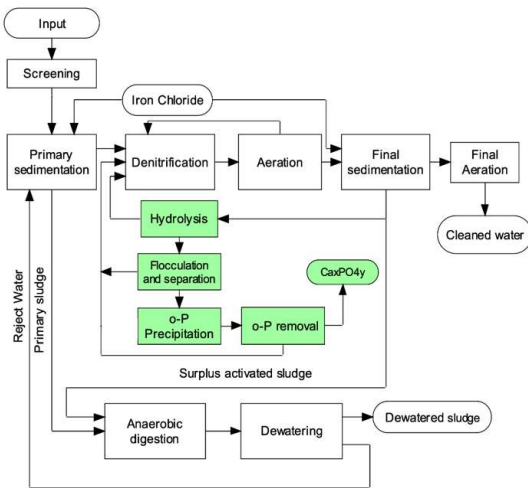 Input
Screening
Iron Chloride
Primary
sedimentation
Denitrification
Aeration
Final
sedimentation
Final
Aeration
Cleaned water
Hydrolysis
Flocculation
and separation
CaxPO4y
o-P
Precipitation
o-P removal
Reject Water
Primary sludge
Surplus activated sludge
Anaerobic
digestion
Dewatering
Dewatered sludge